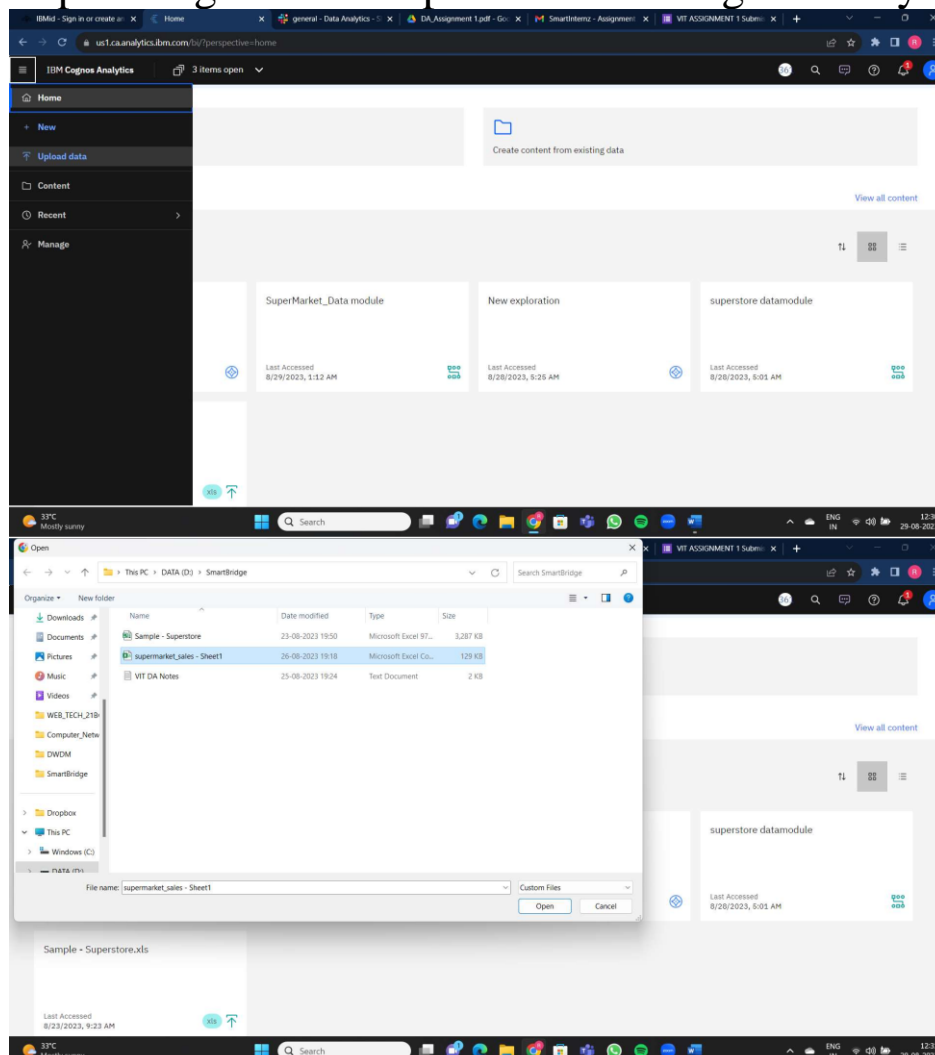 IBMid - Sign in or create an
Home
general - Data Analytics - S
DA_Assignment 1.pdf - Goo
SmartInternz - Assignment
VIT ASSIGNMENT 1 Submi
us1.ca.analytics.ibm.com/bi/?perspective=home
IBM Cognos Analytics
3 items open
36
Home
New
Upload data
Create content from existing data
Content
View all content
Recent
Manage
SuperMarket_Data module
New exploration
superstore datamodule
Last Accessed
8/29/2023, 1:12 AM
Last Accessed
8/28/2023, 5:25 AM
Last Accessed
8/28/2023, 5:01 AM
xls
33°C
Mostly sunny
Search
ENG
IN
12:3
29-08-202
Open
VIT ASSIGNMENT 1 Submi
This PC > DATA (D:) > SmartBridge
Search SmartBridge
Organize
New folder
36
Downloads
Documents
Pictures
Music
Videos
WEB_TECH_21B
Computer_Netw
DWDM
SmartBridge
Dropbox
This PC
Windows (C:)
DATA (D:)
Name Date modified Type Size
Sample - Superstore 23-08-2023 19:50 Microsoft Excel 97... 3,287 KB
supermarket_sales - Sheet1 26-08-2023 19:18 Microsoft Excel Co... 129 KB
VIT DA Notes 25-08-2023 19:24 Text Document 2 KB
View all content
superstore datamodule
File name: supermarket_sales - Sheet1
Custom Files
Open
Cancel
Last Accessed
8/28/2023, 5:01 AM
Sample - Superstore.xls
Last Accessed
8/23/2023, 9:23 AM
xls
33°C
Mostly sunny
Search
ENG
IN
12:3